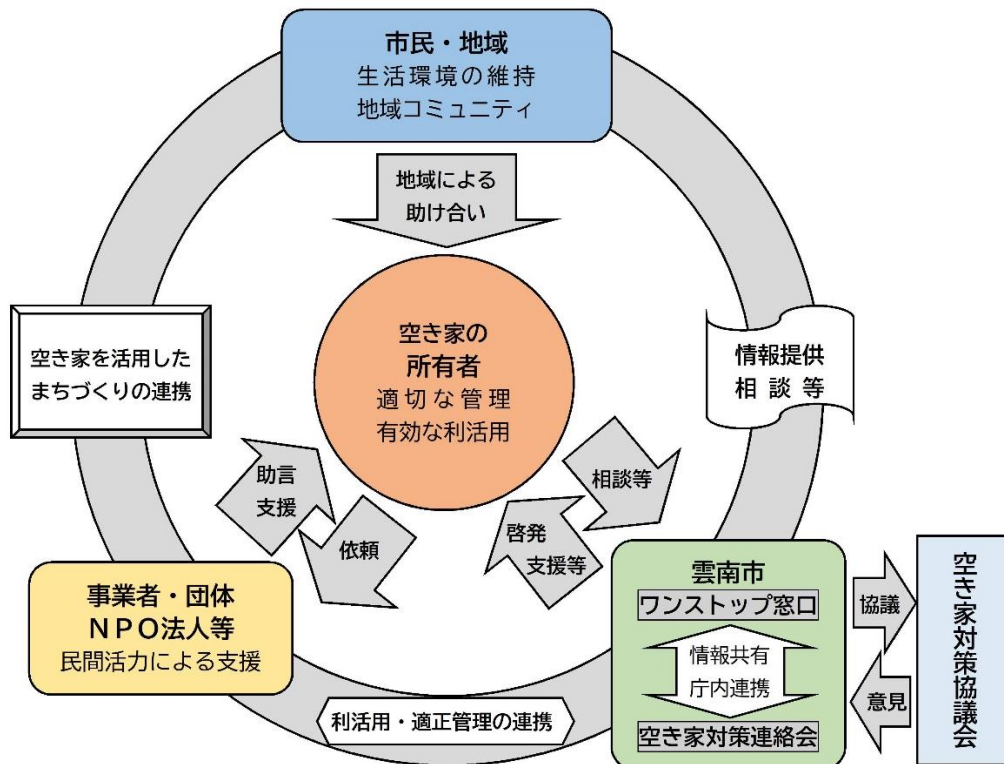 市民・地域
生活環境の維持
地域コミュニティ
地域による
助け合い
空き家の
所有者
適切な管理
有効な利活用
空き家を活用した
まちづくりの連携
情報提供
相談等
助言
支援
依頼
相談等
啓発
支援等
事業者・団体
NPO法人等
民間活力による支援
利活用・適正管理の連携
雲南市
ワンストップ窓口
情報共有
庁内連携
空き家対策連絡会
協議
意見
空き家対策協議会